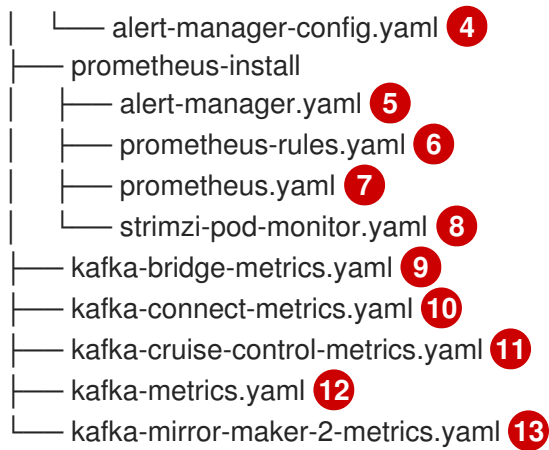 │   └── alert-manager-config.yaml 4
├── prometheus-install
│   ├── alert-manager.yaml 5
│   ├── prometheus-rules.yaml 6
│   ├── prometheus.yaml 7
│   └── strimzi-pod-monitor.yaml 8
├── kafka-bridge-metrics.yaml 9
├── kafka-connect-metrics.yaml 10
├── kafka-cruise-control-metrics.yaml 11
├── kafka-metrics.yaml 12
└── kafka-mirror-maker-2-metrics.yaml 13